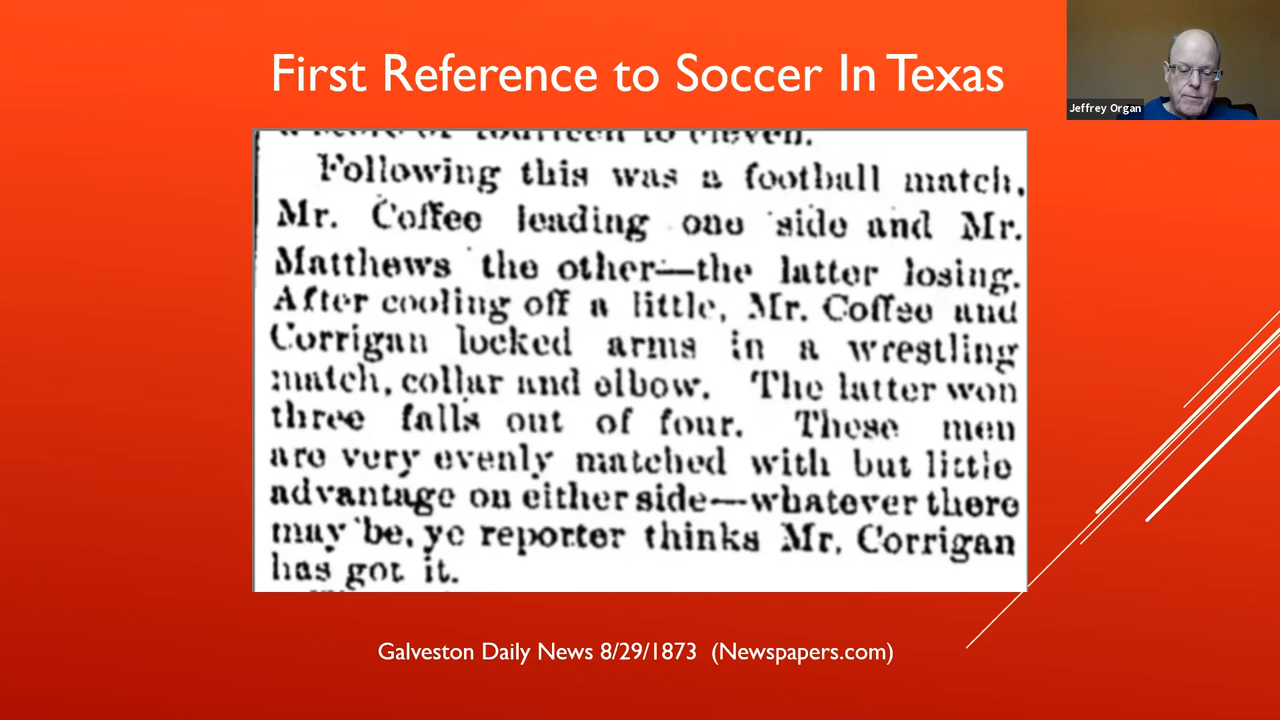 First Reference to Soccer In Texas
Jeffrey Organ
fourteen to eleven.
Following this was a football match,
Mr. Coffee leading one side and Mr.
Matthews the other—the latter losing.
After cooling off a little, Mr. Coffee and
Corrigan locked arms in a wrestling
match, collar and elbow. The latter won
three falls out of four. These men
are very evenly matched with but little
advantage on either side—whatever there
may be, ye reporter thinks Mr. Corrigan
has got it.
Galveston Daily News 8/29/1873 (Newspapers.com)